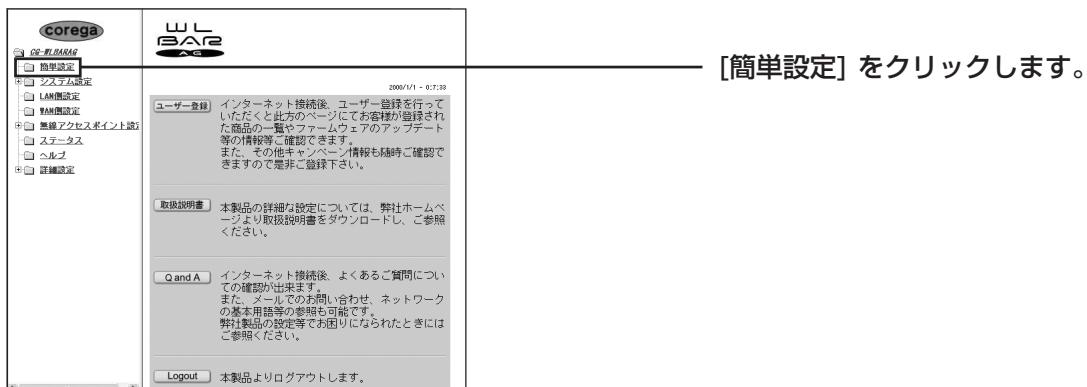 corega
CG-WLBARAG
簡単設定
システム設定
LAN側設定
WAN側設定
無線アクセスポイント設定
ステータス
ヘルプ
詳細設定
WL
BAR
AG
2000/1/1 - 0:7:33
ユーザー登録
インターネット接続後、ユーザー登録を行って
いただくと此方のページにてお客様が登録され
た商品の一覧やファームウェアのアップデート
等の情報等ご確認できます。
また、その他キャンペーン情報も随時ご確認で
きますので是非ご登録下さい。
取扱説明書
本製品の詳細な設定については、弊社ホームペ
ージより取扱説明書をダウンロードし、ご参照
ください。
Q and A
インターネット接続後、よくあるご質問につい
ての確認が出来ます。
また、メールでのお問い合わせ、ネットワーク
の基本用語等の参照も可能です。
弊社製品の設定等でお困りになられたときには
ご参照ください。
Logout
本製品よりログアウトします。
[簡単設定] をクリックします。